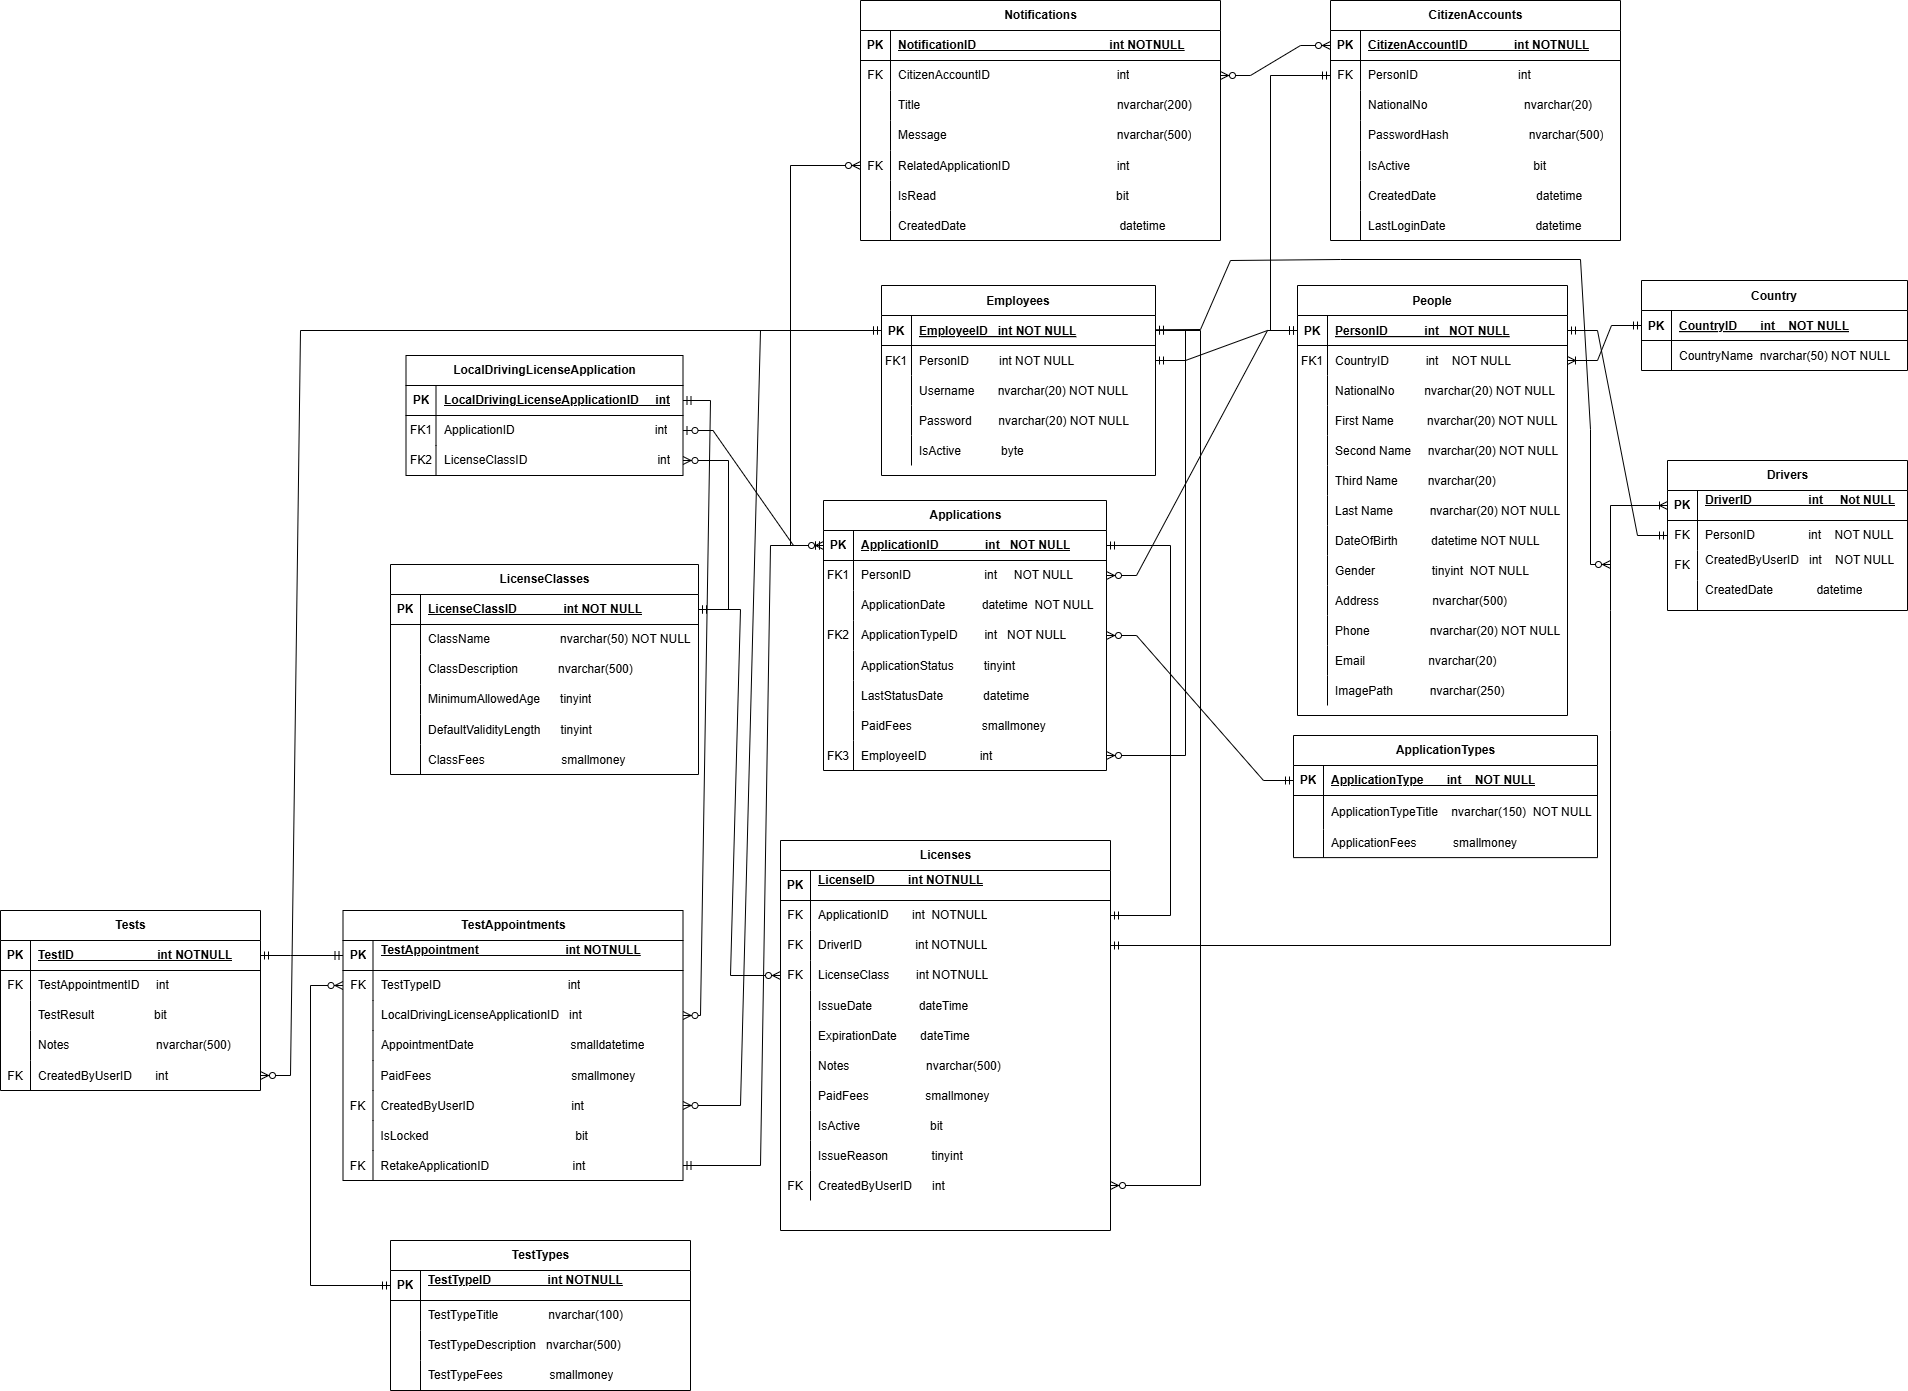 Notifications
PK NotificationID int NOTNULL
FK CitizenAccountID int
Title nvarchar(200)
Message nvarchar(500)
FK RelatedApplicationID int
IsRead bit
CreatedDate datetime
CitizenAccounts
PK CitizenAccountID int NOTNULL
FK PersonID int
NationalNo nvarchar(20)
PasswordHash nvarchar(500)
IsActive bit
CreatedDate datetime
LastLoginDate datetime
Employees
PK EmployeeID int NOT NULL
FK1 PersonID int NOT NULL
Username nvarchar(20) NOT NULL
Password nvarchar(20) NOT NULL
IsActive byte
People
PK PersonID int NOT NULL
FK1 CountryID int NOT NULL
NationalNo nvarchar(20) NOT NULL
First Name nvarchar(20) NOT NULL
Second Name nvarchar(20) NOT NULL
Third Name nvarchar(20)
Last Name nvarchar(20) NOT NULL
DateOfBirth datetime NOT NULL
Gender tinyint NOT NULL
Address nvarchar(500)
Phone nvarchar(20) NOT NULL
Email nvarchar(20)
ImagePath nvarchar(250)
Country
PK CountryID int NOT NULL
CountryName nvarchar(50) NOT NULL
LocalDrivingLicenseApplication
PK LocalDrivingLicenseApplicationID int
FK1 ApplicationID int
FK2 LicenseClassID int
Drivers
PK DriverID int Not NULL
FK PersonID int NOT NULL
FK CreatedByUserID int NOT NULL
CreatedDate datetime
Applications
PK ApplicationID int NOT NULL
FK1 PersonID int NOT NULL
ApplicationDate datetime NOT NULL
FK2 ApplicationTypeID int NOT NULL
ApplicationStatus tinyint
LastStatusDate datetime
PaidFees smallmoney
FK3 EmployeeID int
LicenseClasses
PK LicenseClassID int NOT NULL
ClassName nvarchar(50) NOT NULL
ClassDescription nvarchar(500)
MinimumAllowedAge tinyint
DefaultValidityLength tinyint
ClassFees smallmoney
ApplicationTypes
PK ApplicationType int NOT NULL
ApplicationTypeTitle nvarchar(150) NOT NULL
ApplicationFees smallmoney
Licenses
PK LicenseID int NOTNULL
FK ApplicationID int NOTNULL
FK DriverID int NOTNULL
FK LicenseClass int NOTNULL
IssueDate dateTime
ExpirationDate dateTime
Notes nvarchar(500)
PaidFees smallmoney
IsActive bit
IssueReason tinyint
FK CreatedByUserID int
Tests
PK TestID int NOTNULL
FK TestAppointmentID int
TestResult bit
Notes nvarchar(500)
FK CreatedByUserID int
TestAppointments
PK TestAppointment int NOTNULL
FK TestTypeID int
LocalDrivingLicenseApplicationID int
AppointmentDate smalldatetime
PaidFees smallmoney
FK CreatedByUserID int
IsLocked bit
FK RetakeApplicationID int
TestTypes
PK TestTypeID int NOTNULL
TestTypeTitle nvarchar(100)
TestTypeDescription nvarchar(500)
TestTypeFees smallmoney